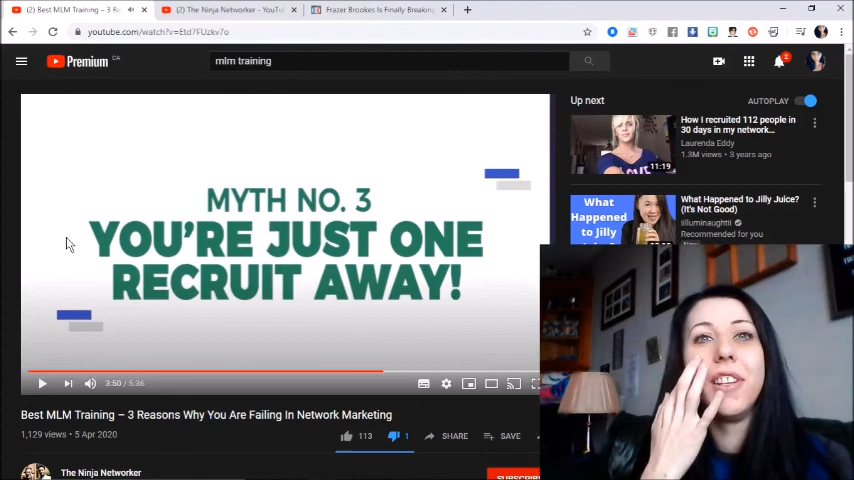 (2) Best MLM Training – 3 R
(2) The Ninja Networker - YouTu
Frazer Brookes Is Finally Breaking
youtube.com/watch?v=Etd7FUzkv7o
Premium
CA
mlm training
2
MYTH NO. 3
YOU'RE JUST ONE
RECRUIT AWAY!
3:50 / 5:36
Best MLM Training – 3 Reasons Why You Are Failing In Network Marketing
1,129 views • 5 Apr 2020
113
1
SHARE
SAVE
The Ninja Networker
Up next
AUTOPLAY
11:19
How I recruited 112 people in
30 days in my network...
Laurenda Eddy
1.3M views • 3 years ago
What
Happened
to Jilly
Juice?
What Happened to Jilly Juice?
(It's Not Good)
illuminaughtii
Recommended for you